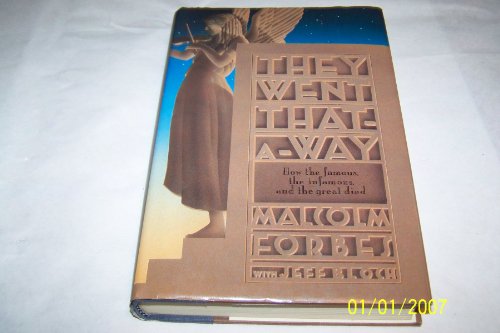 THEY
WENT
THAT-
A-WAY
How the famous,
the infamous,
and the great died
MALCOLM
FORBES
WITH JEFF BLOCH
01/01/2007